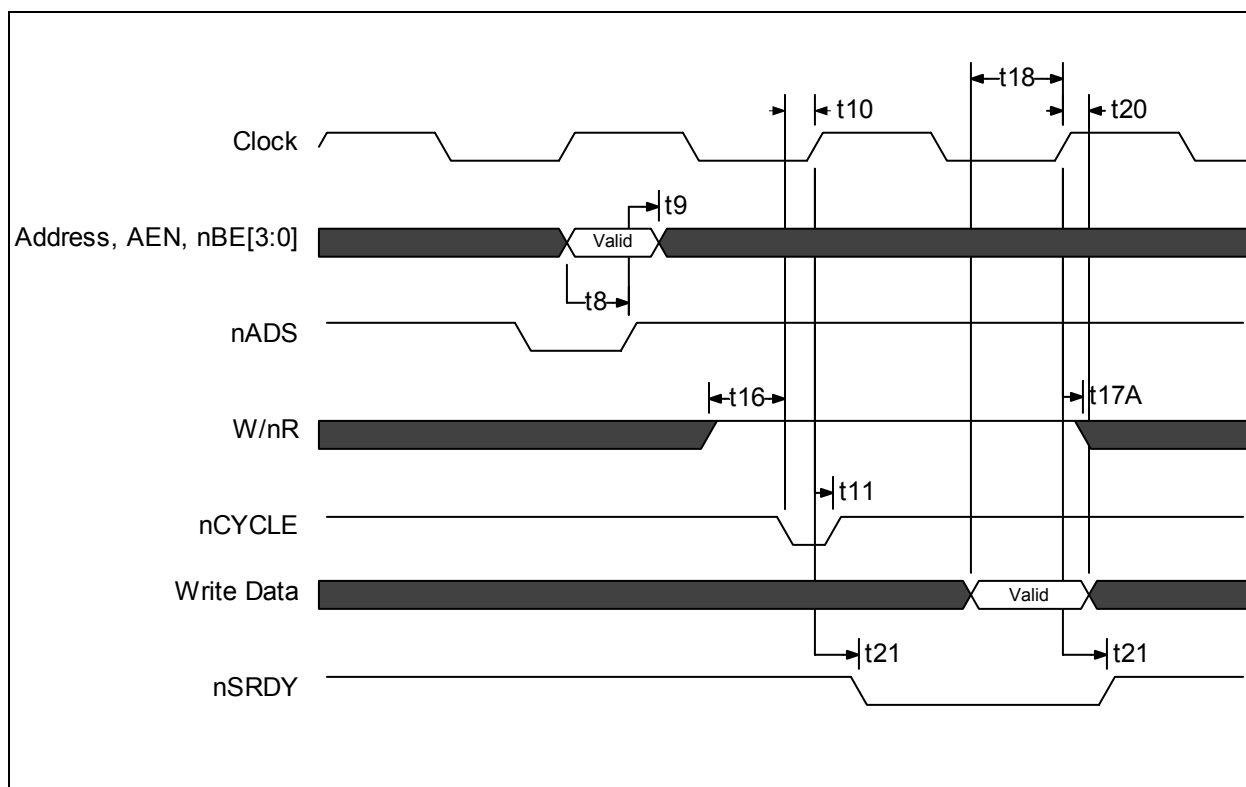 t18
t10
t20
Clock
t9
Address, AEN, nBE[3:0]
Valid
t8
nADS
t16
t17A
W/nR
t11
nCYCLE
Write Data
Valid
t21
t21
nSRDY